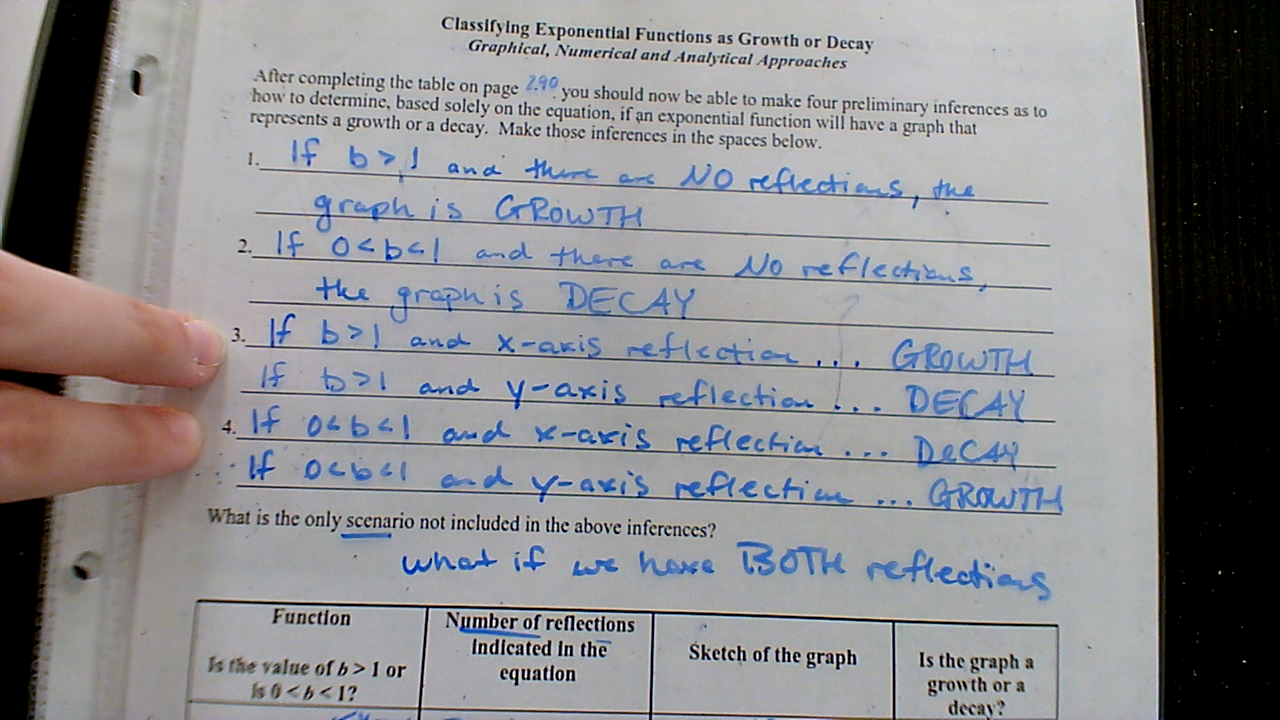 Classifying Exponential Functions as Growth or Decay
Graphical, Numerical and Analytical Approaches
After completing the table on page 290 you should now be able to make four preliminary inferences as to
how to determine, based solely on the equation, if an exponential function will have a graph that
represents a growth or a decay. Make those inferences in the spaces below.
1. If b > 1 and there are NO reflections, the
graph is GROWTH
2. If 0<b<1 and there are NO reflections,
the graph is DECAY
3. If b>1 and x-axis reflection ... GROWTH
If b>1 and y-axis reflection ... DECAY
4. If 0<b<1 and x-axis reflection ... DECAY
If 0<b<1 and y-axis reflection ... GROWTH
What is the only scenario not included in the above inferences?
what if we have BOTH reflections
Function
Is the value of b > 1 or
is 0 < b < 1?
Number of reflections
indicated in the
equation
Sketch of the graph
Is the graph a
growth or a
decay?